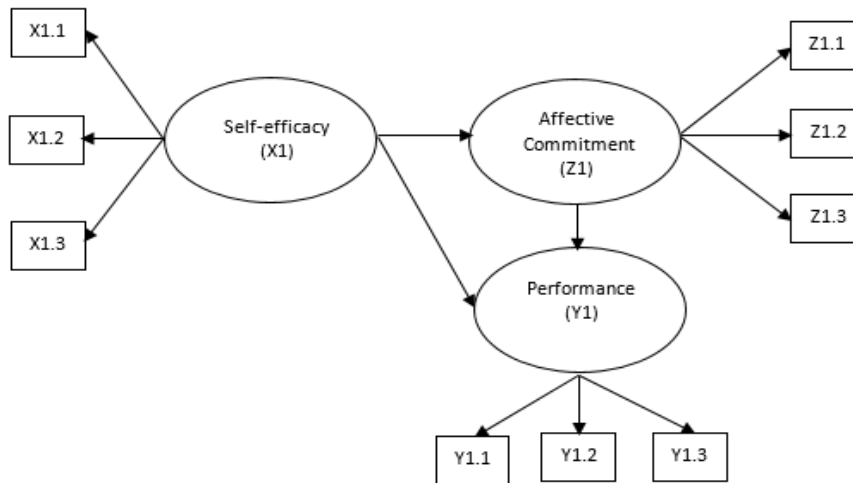 X1.1
X1.2
X1.3
Self-efficacy
(X1)
Affective
Commitment
(Z1)
Z1.1
Z1.2
Z1.3
Performance
(Y1)
Y1.1
Y1.2
Y1.3